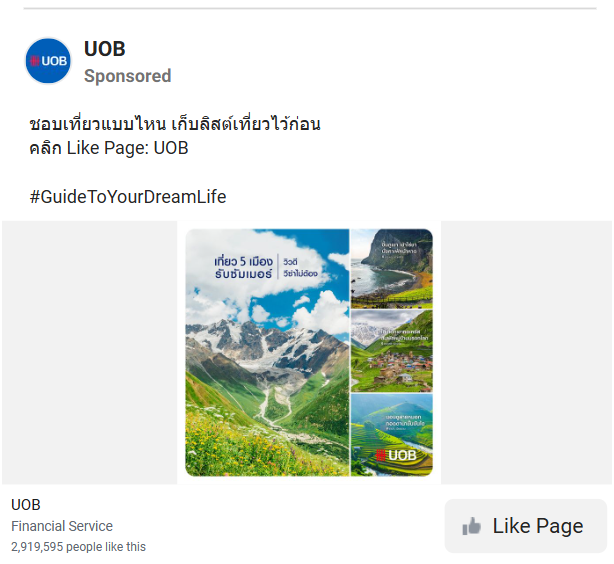 UOB
UOB
Sponsored
ชอบเที่ยวแบบไหน เก็บลิสต์เที่ยวไว้ก่อน
คลิก Like Page: UOB
#GuideToYourDreamLife
เที่ยว 5 เมือง
รับซัมเมอร์
วิวดี
วีซ่าไม่ต้อง
UOB
UOB
Financial Service
2,919,595 people like this
Like Page